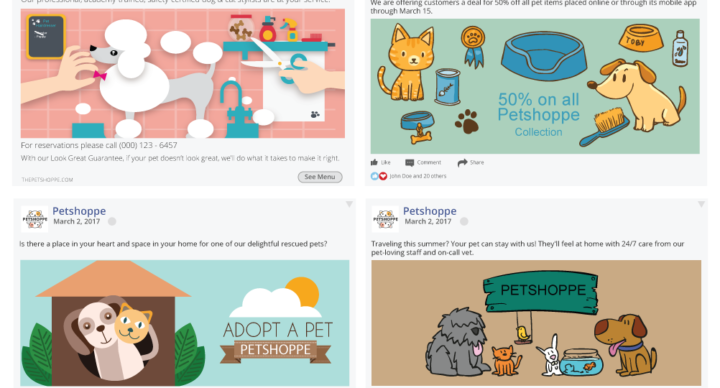 Our professional, academy trained, safety certified dog & cat stylists are at your service.
For reservations please call (000) 123 - 6457
With our Look Great Guarantee, if your pet doesn't look great, we'll do what it takes to make it right.
THEPETSHOPPE.COM
See Menu
We are offering customers a deal for 50% off all pet items placed online or through its mobile app
through March 15.
TOBY
50% on all
Petshoppe
Collection
Like
Comment
Share
John Doe and 20 others
PETSHOPPE
Petshoppe
March 2, 2017
Is there a place in your heart and space in your home for one of our delightful rescued pets?
ADOPT A PET
PETSHOPPE
PETSHOPPE
Petshoppe
March 2, 2017
Traveling this summer? Your pet can stay with us! They'll feel at home with 24/7 care from our
pet-loving staff and on-call vet.
PETSHOPPE